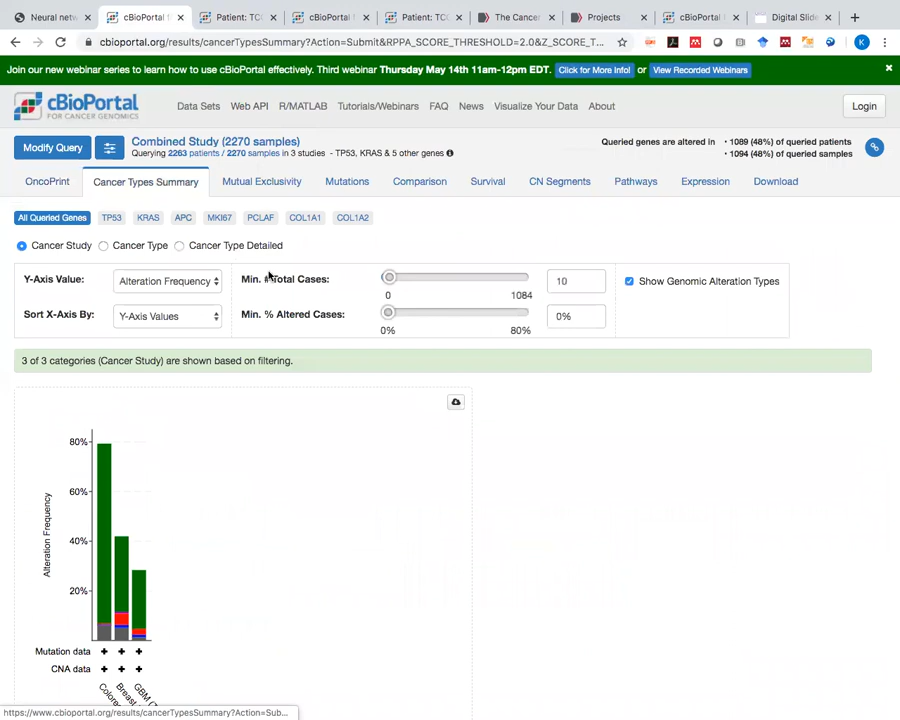 Neural netw
cBioPortal f
Patient: TCG
cBioPortal f
Patient: TCG
The Cancer
Projects
cBioPortal
Digital Slide
cbioportal.org/results/cancerTypesSummary?Action=Submit&RPPA_SCORE_THRESHOLD=2.0&Z_SCORE_T...
Join our new webinar series to learn how to use cBioPortal effectively. Third webinar Thursday May 14th 11am-12pm EDT. Click for More Info! or View Recorded Webinars
cBioPortal
FOR CANCER GENOMICS
Data Sets Web API R/MATLAB Tutorials/Webinars FAQ News Visualize Your Data About Login
Modify Query
Combined Study (2270 samples)
Querying 2263 patients / 2270 samples in 3 studies - TP53, KRAS & 5 other genes
Queried genes are altered in
• 1089 (48%) of queried patients
• 1094 (48%) of queried samples
OncoPrint Cancer Types Summary Mutual Exclusivity Mutations Comparison Survival CN Segments Pathways Expression Download
All Queried Genes TP53 KRAS APC MKI67 PCLAF COL1A1 COL1A2
Cancer Study Cancer Type Cancer Type Detailed
Y-Axis Value: Alteration Frequency
Min. # Total Cases: 10
0 1084
Show Genomic Alteration Types
Sort X-Axis By: Y-Axis Values
Min. % Altered Cases: 0%
0% 80%
3 of 3 categories (Cancer Study) are shown based on filtering.
80%
60%
40%
20%
Alteration Frequency
Mutation data + + +
CNA data + + +
Colore
Breast
GBM (T
https://www.cbioportal.org/results/cancerTypesSummary?Action=Sub...